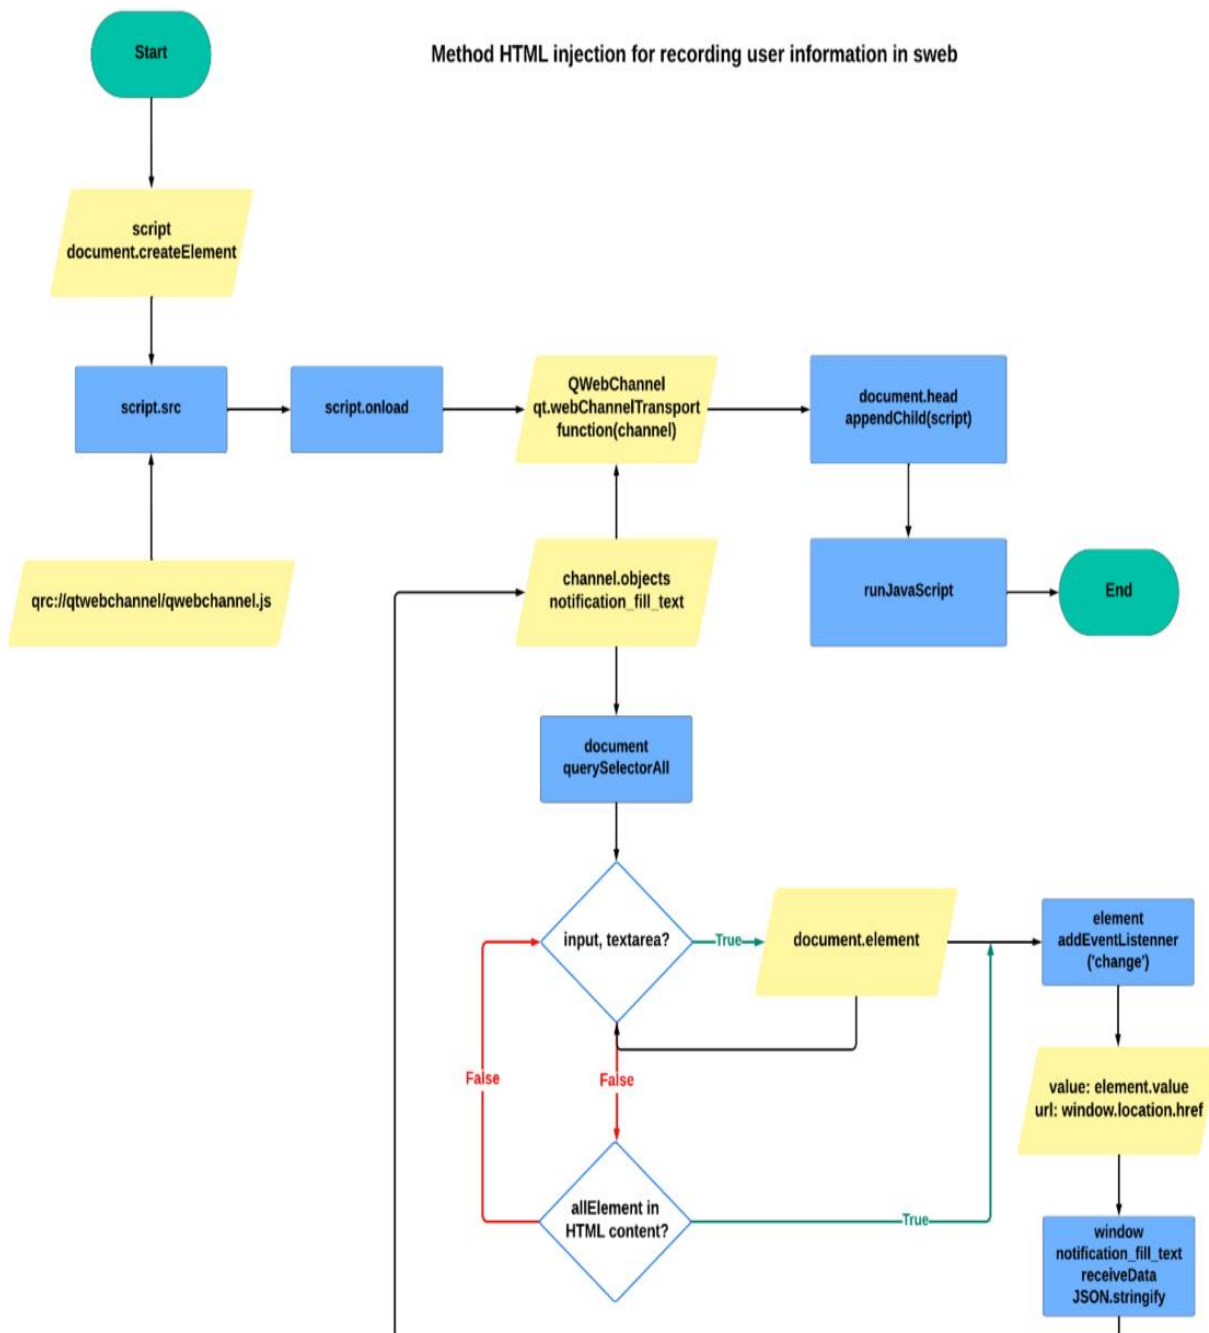 Start
Method HTML injection for recording user information in sweb
script
document.createElement
script.src
script.onload
QWebChannel
qt.webChannelTransport
function(channel)
document.head
appendChild(script)
qrc://qtwebchannel/qwebchannel.js
channel.objects
notification_fill_text
runJavaScript
End
document
querySelectorAll
input, textarea?
True
document.element
element
addEventListenner
('change')
False
False
value: element.value
url: window.location.href
allElement in
HTML content?
True
window
notification_fill_text
receiveData
JSON.stringify